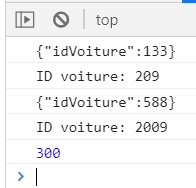 top
{"idVoiture":133}
ID voiture: 209
{"idVoiture":588}
ID voiture: 2009
300